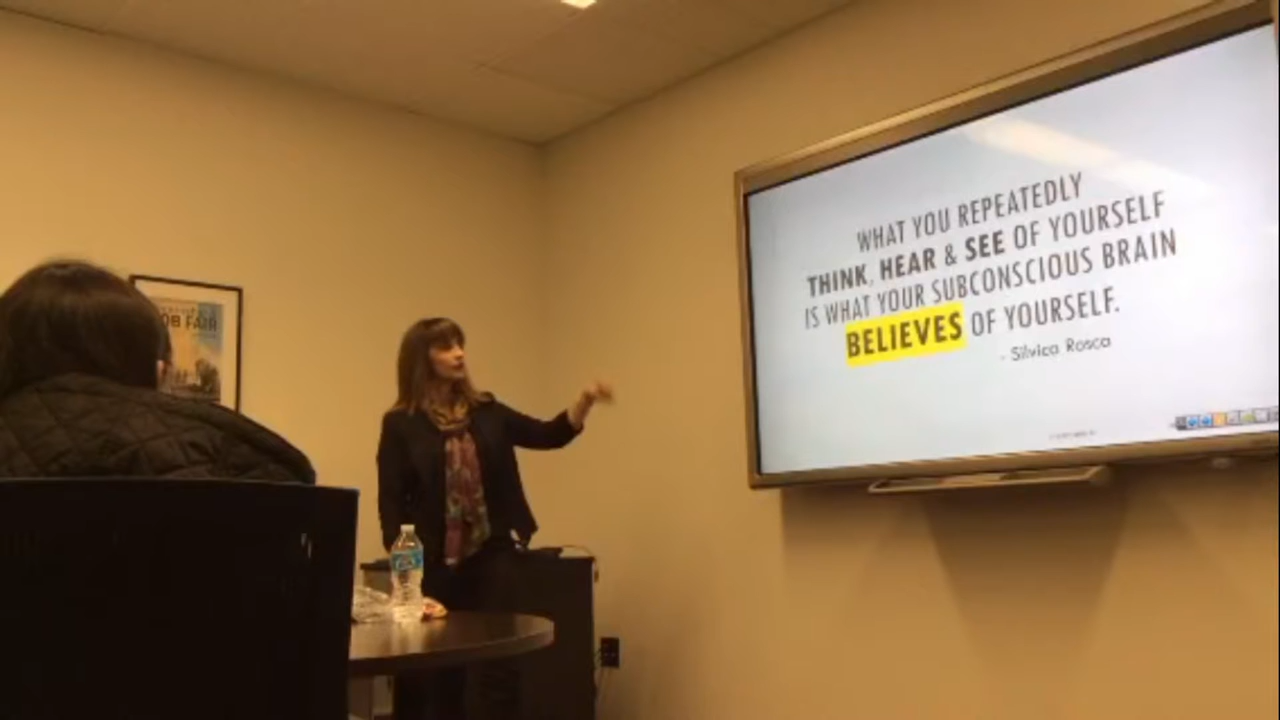 WHAT YOU REPEATEDLY
THINK, HEAR & SEE OF YOURSELF
IS WHAT YOUR SUBCONSCIOUS BRAIN
BELIEVES OF YOURSELF.
- Silvica Rosca
OB FAIR